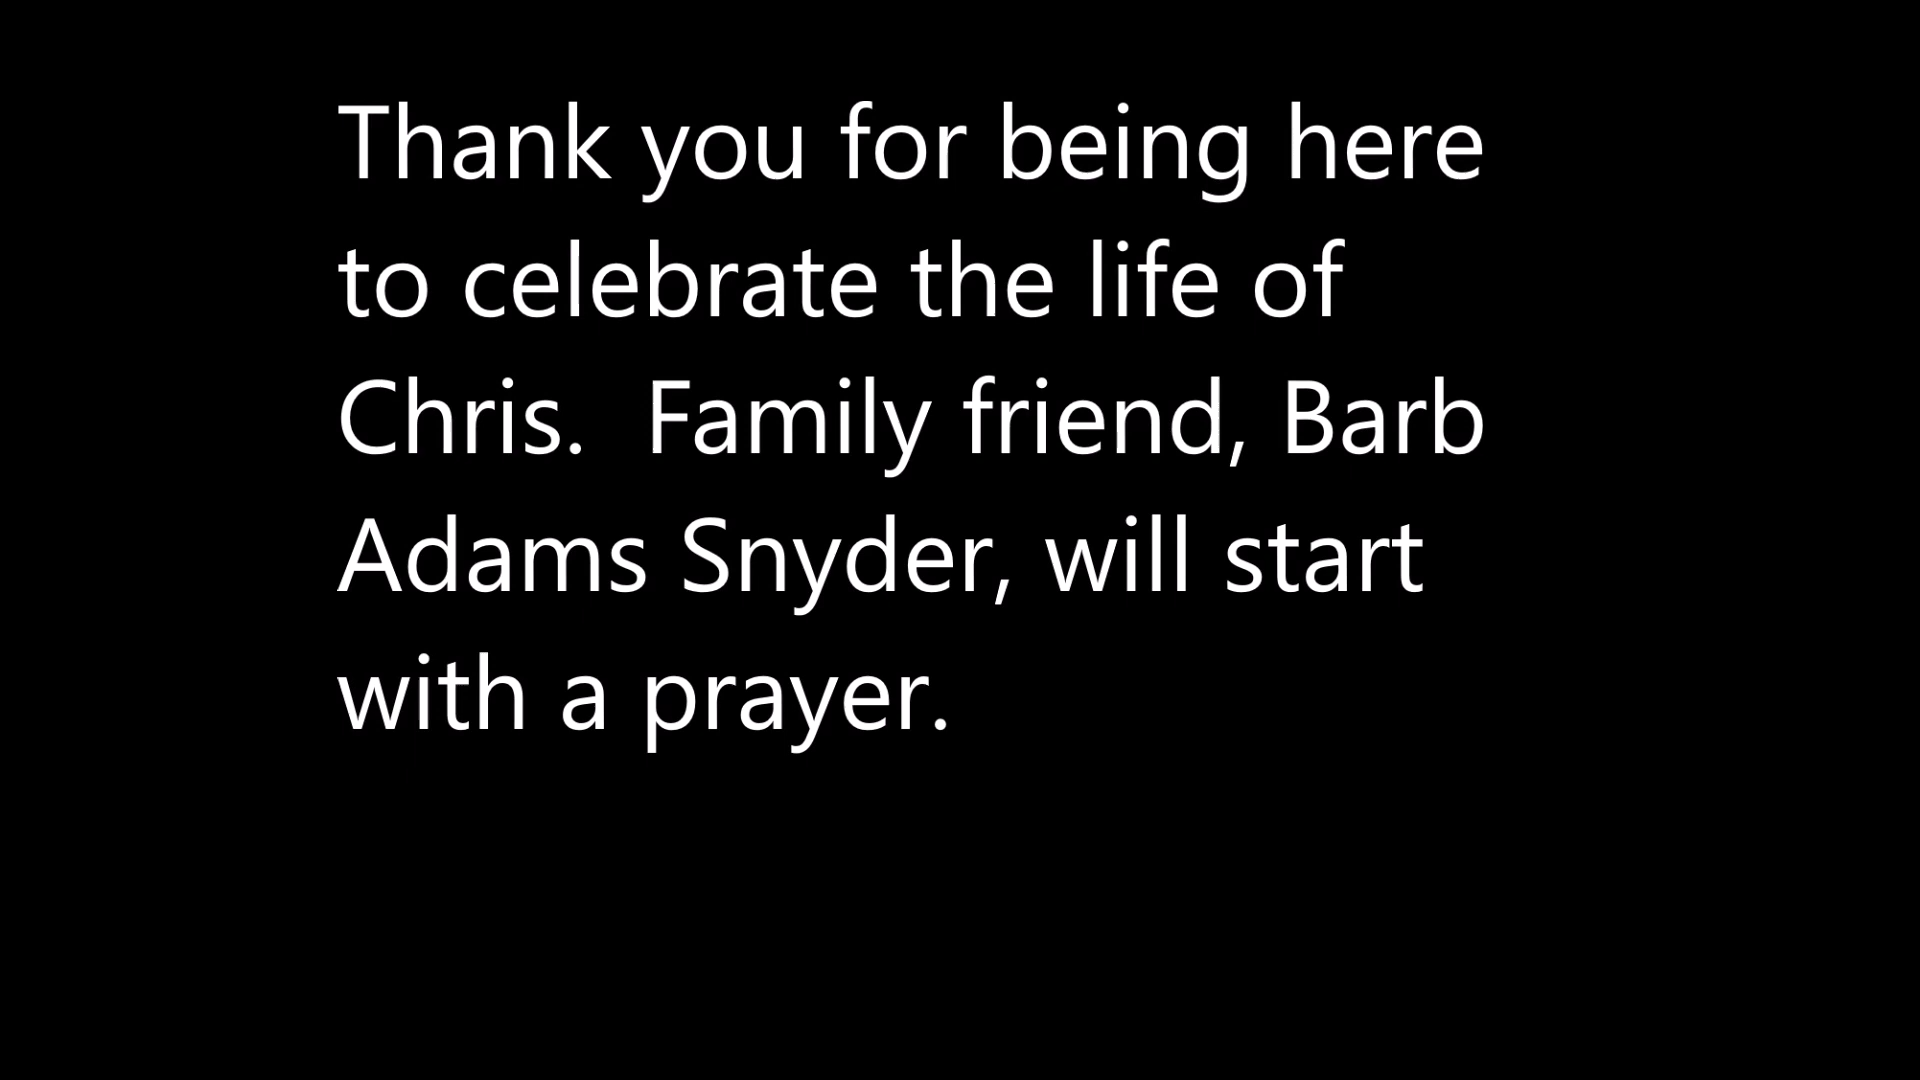 Thank you for being here
to celebrate the life of
Chris.  Family friend, Barb
Adams Snyder, will start
with a prayer.